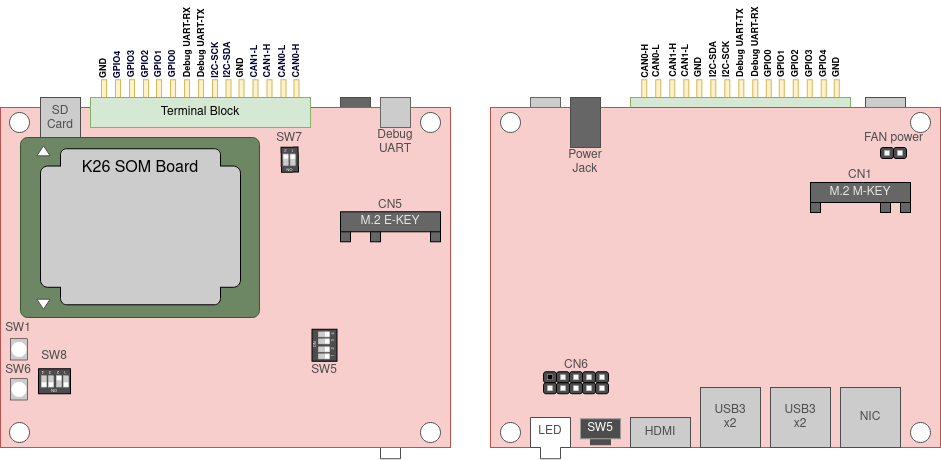 GND
GPIO4
GPIO3
GPIO2
GPIO1
GPIO0
Debug UART-RX
Debug UART-TX
I2C-SCK
I2C-SDA
GND
CAN1-L
CAN1-H
CAN0-L
CAN0-H
SD
Card
Terminal Block
Debug
UART
SW7
K26 SOM Board
CN5
M.2 E-KEY
SW1
SW6
SW8
SW5
CAN0-H
CAN0-L
CAN1-H
CAN1-L
GND
I2C-SDA
I2C-SCK
Debug UART-TX
Debug UART-RX
GPIO0
GPIO1
GPIO2
GPIO3
GPIO4
GND
Power
Jack
FAN power
CN1
M.2 M-KEY
CN6
LED
SW5
HDMI
USB3
x2
USB3
x2
NIC